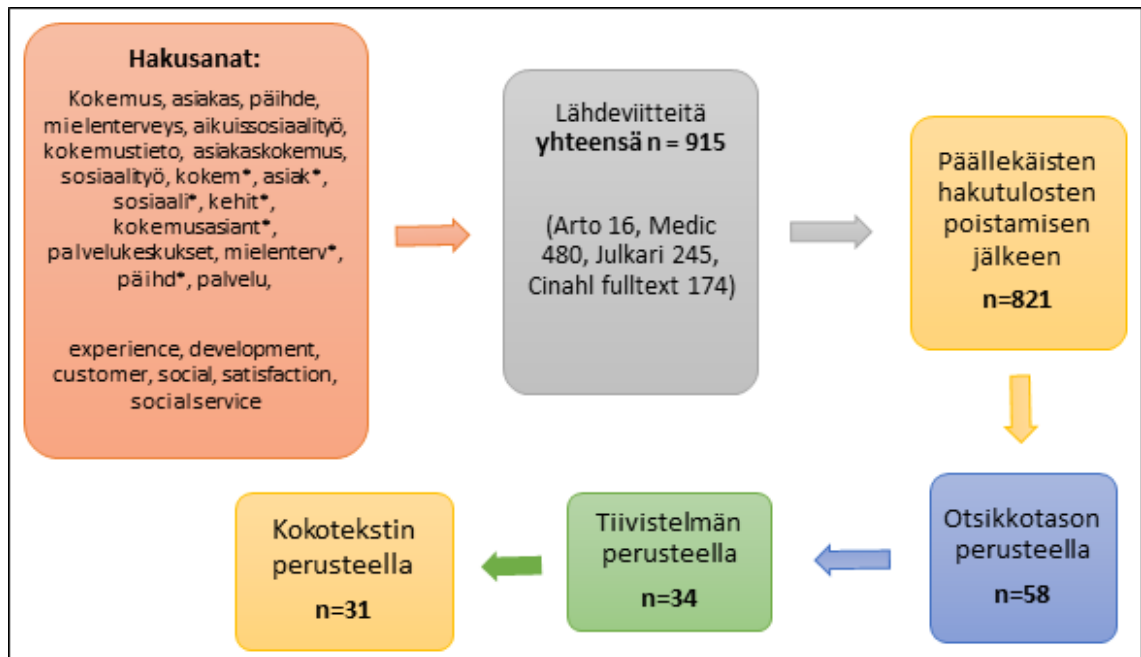 Hakusanat:
Kokemus, asiakas, päihde,
mielenterveys, aikuissosiaalityö,
kokemustieto, asiakaskokemus,
sosiaalityö, kokem*, asiak*,
sosiaali*, kehit*,
kokemusasiant*,
palvelukeskukset, mielenterv*,
päihd*, palvelu,
experience, development,
customer, social, satisfaction,
socialservice
Lähdeviitteitä
yhteensä n = 915
(Arto 16, Medic
480, Julkari 245,
Cinahl fulltext 174)
Päällekäisten
hakutulosten
poistamisen
jälkeen
n=821
Otsikkotason
perusteella
n=58
Tiivistelmän
perusteella
n=34
Kokotekstin
perusteella
n=31